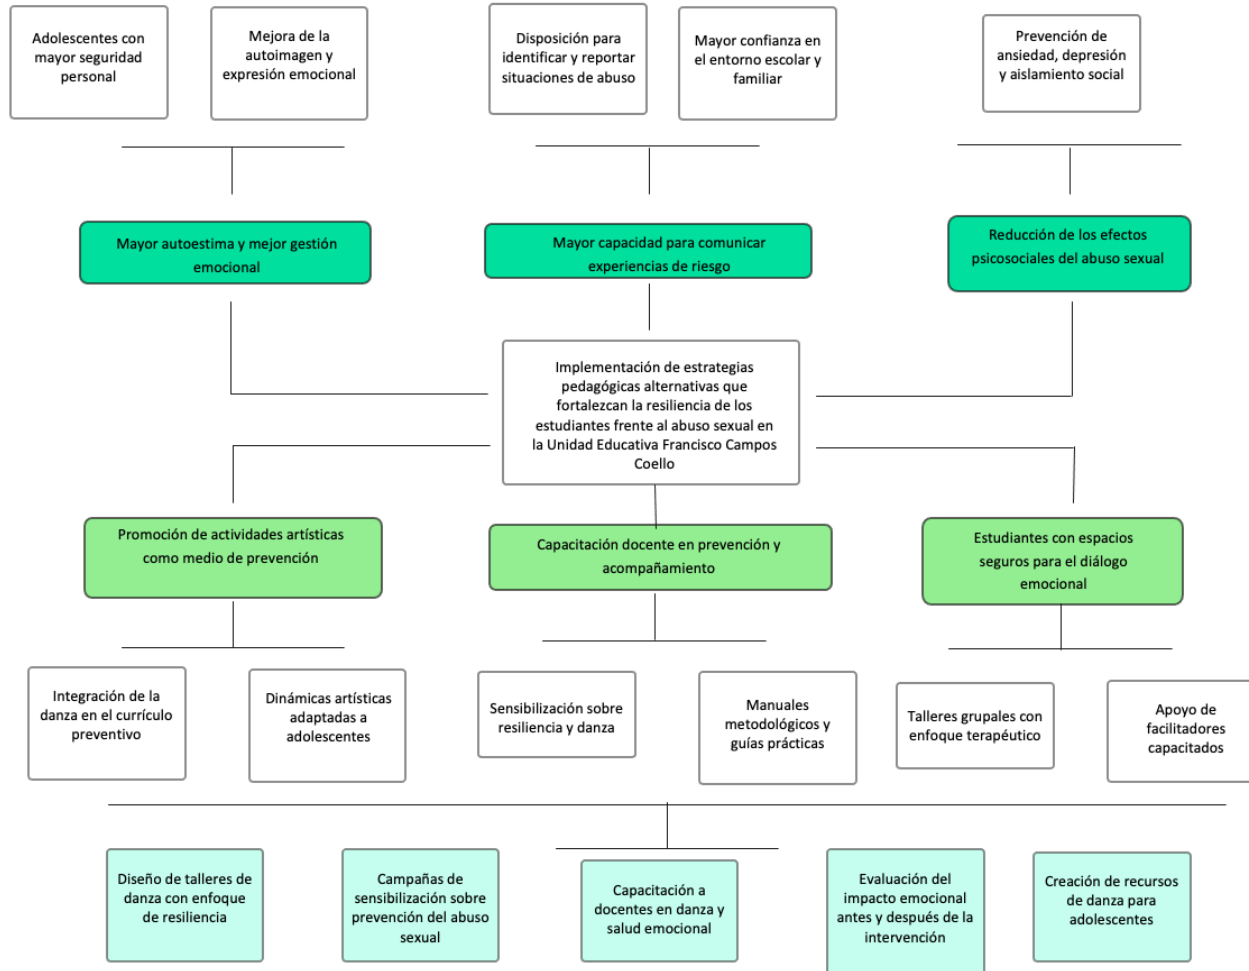 Adolescentes con
mayor seguridad
personal
Mejora de la
autoimagen y
expresión emocional
Disposición para
identificar y reportar
situaciones de abuso
Mayor confianza en
el entorno escolar y
familiar
Prevención de
ansiedad, depresión
y aislamiento social
Mayor autoestima y mejor gestión
emocional
Mayor capacidad para comunicar
experiencias de riesgo
Reducción de los efectos
psicosociales del abuso sexual
Implementación de estrategias
pedagógicas alternativas que
fortalezcan la resiliencia de los
estudiantes frente al abuso sexual en
la Unidad Educativa Francisco Campos
Coello
Promoción de actividades artísticas
como medio de prevención
Capacitación docente en prevención y
acompañamiento
Estudiantes con espacios
seguros para el diálogo
emocional
Integración de la
danza en el currículo
preventivo
Dinámicas artísticas
adaptadas a
adolescentes
Sensibilización sobre
resiliencia y danza
Manuales
metodológicos y
guías prácticas
Talleres grupales con
enfoque terapéutico
Apoyo de
facilitadores
capacitados
Diseño de talleres de
danza con enfoque
de resiliencia
Campañas de
sensibilización sobre
prevención del abuso
sexual
Capacitación a
docentes en danza y
salud emocional
Evaluación del
impacto emocional
antes y después de la
intervención
Creación de recursos
de danza para
adolescentes